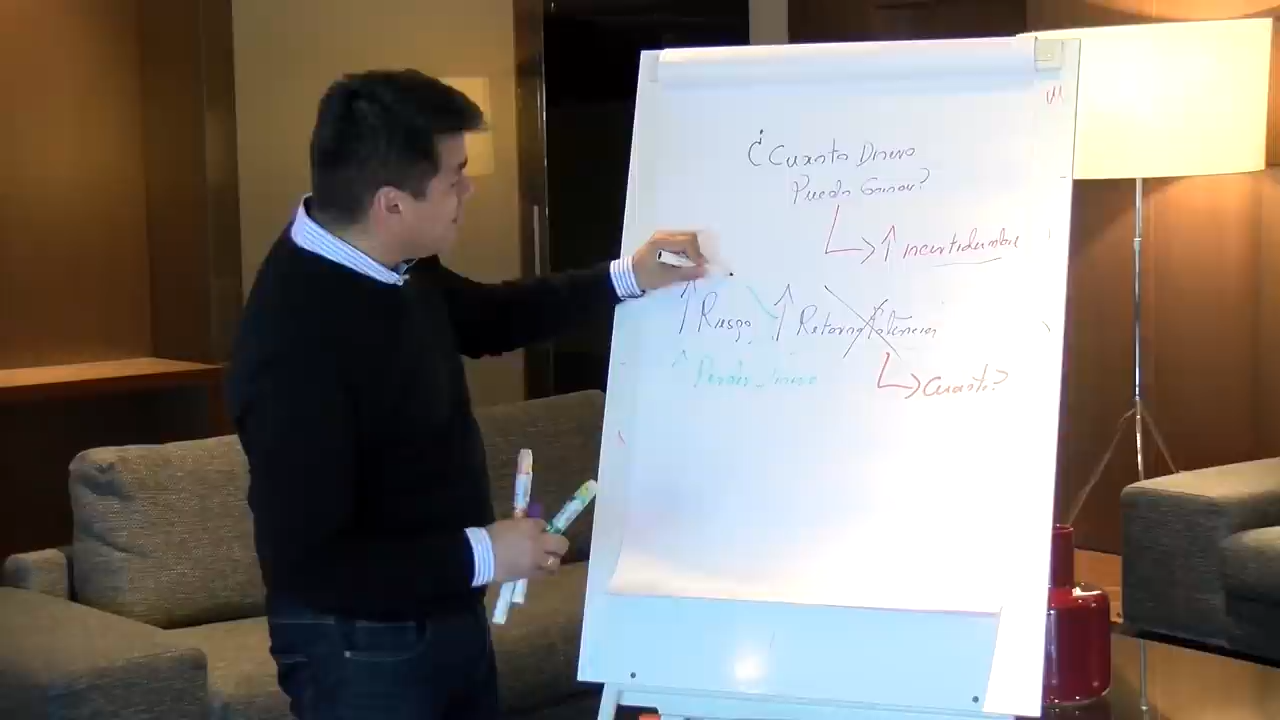 ¿Cuanto Dinero
Puedo Ganar?
↑ incertidumbre
↑ Riesgo ↑ Retorno Potencial
↑ Perder Dinero
Cuanto?